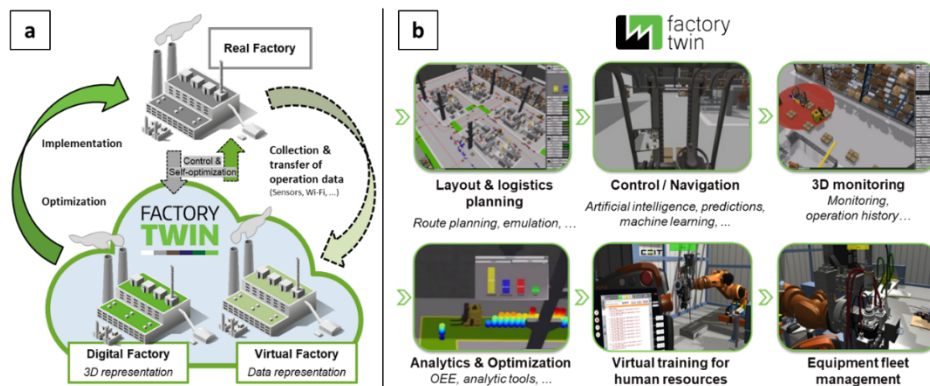 a
Real Factory
Implementation
Optimization
Control &
Self-optimization
Collection &
transfer of
operation data
(Sensors, Wi-Fi, ...)
FACTORY
TWIN
Digital Factory
3D representation
Virtual Factory
Data representation
b
factory
twin
Layout & logistics
planning
Route planning, emulation, ...
Control / Navigation
Artificial intelligence, predictions,
machine learning, ...
3D monitoring
Monitoring,
operation history...
Analytics & Optimization
OEE, analytic tools, ...
CEIT
Virtual training for
human resources
Equipment fleet
management